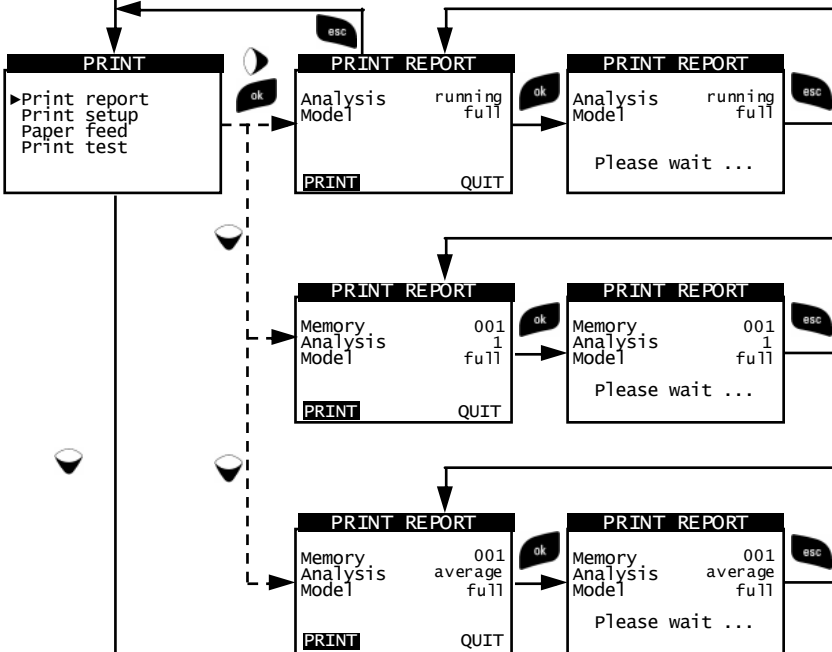 esc
PRINT
▶Print report
Print setup
Paper feed
Print test
ok
PRINT REPORT
Analysis running
Model full
PRINT QUIT
ok
PRINT REPORT
Analysis running
Model full
Please wait ...
esc
PRINT REPORT
Memory 001
Analysis 1
Model full
PRINT QUIT
ok
PRINT REPORT
Memory 001
Analysis 1
Model full
Please wait ...
esc
PRINT REPORT
Memory 001
Analysis average
Model full
PRINT QUIT
ok
PRINT REPORT
Memory 001
Analysis average
Model full
Please wait ...
esc